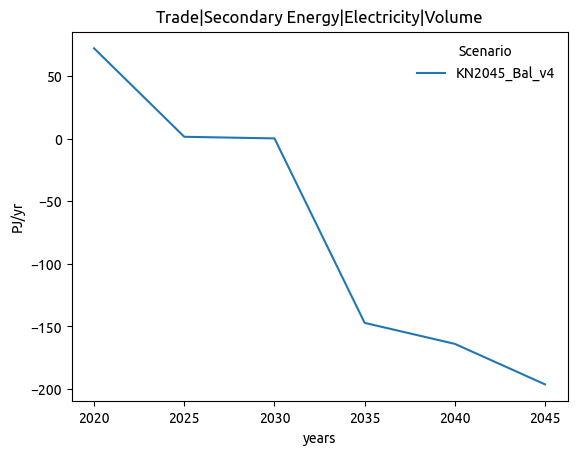 Trade|Secondary Energy|Electricity|Volume
Scenario
KN2045_Bal_v4
50
0
−50
−100
−150
−200
PJ/yr
2020 2025 2030 2035 2040 2045
years